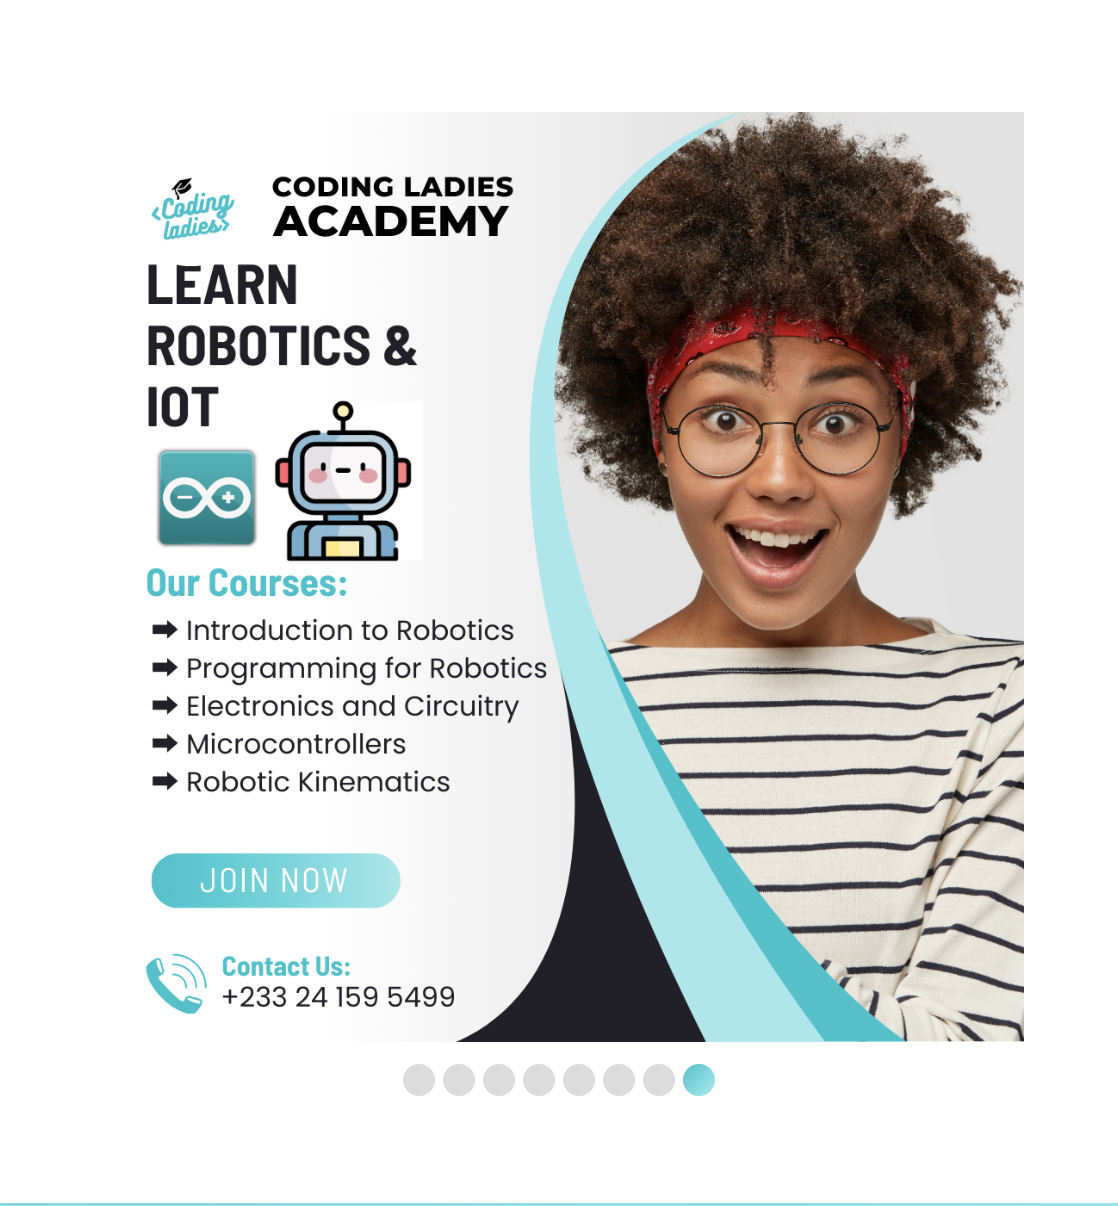 <Coding
ladies>
CODING LADIES
ACADEMY
LEARN
ROBOTICS &
IOT
Our Courses:
Introduction to Robotics
Programming for Robotics
Electronics and Circuitry
Microcontrollers
Robotic Kinematics
JOIN NOW
Contact Us:
+233 24 159 5499